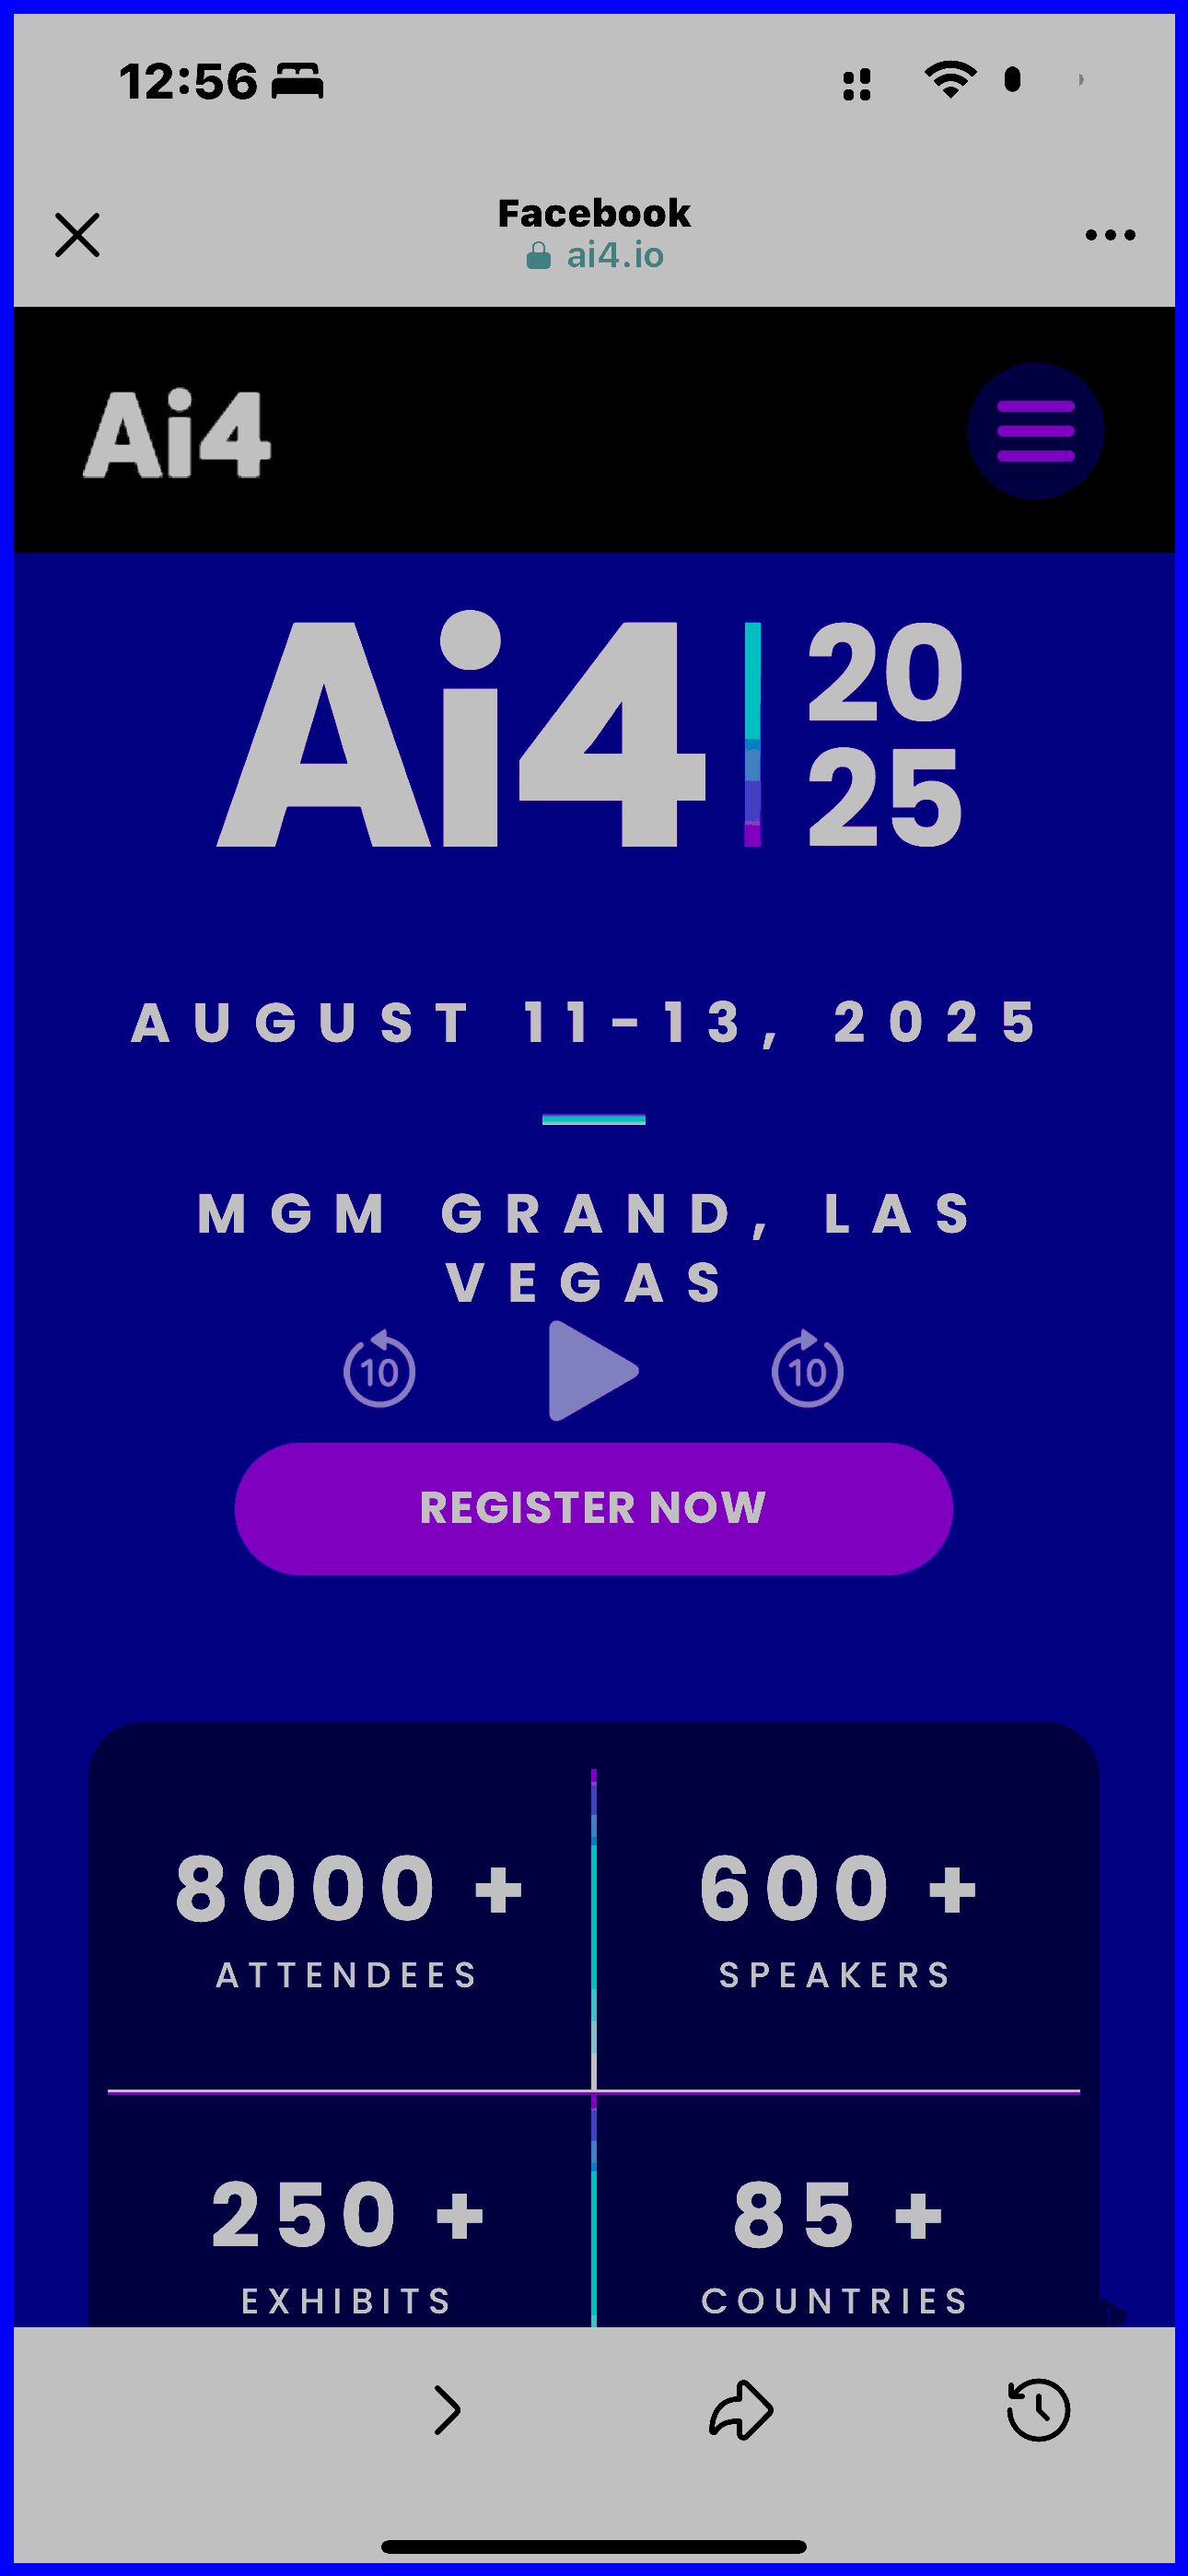 12:56
Facebook
ai4.io
Ai4
Ai4 20
25
AUGUST 11-13, 2025
MGM GRAND, LAS
VEGAS
10 10
REGISTER NOW
8000 + 600 +
ATTENDEES SPEAKERS
250 + 85 +
EXHIBITS COUNTRIES